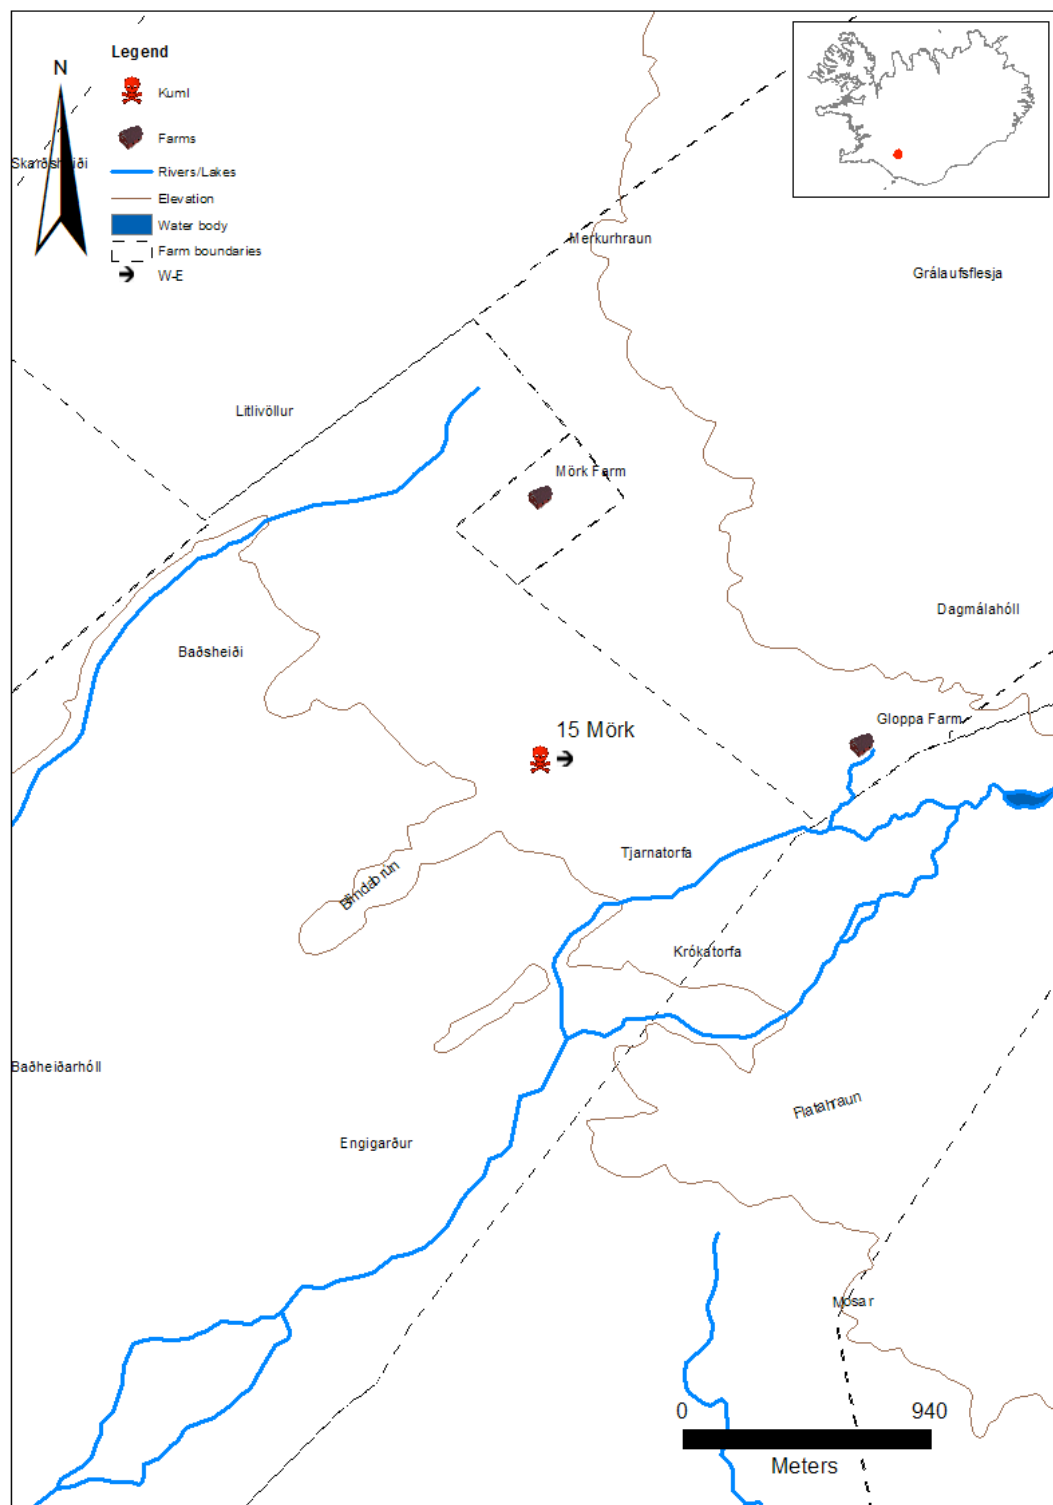 Legend
N
Kuml
Farms
Skarðsheiði
Rivers/Lakes
Elevation
Water body
Farm boundaries
W-E
Merkurhraun
Grálaufsflesja
Litlivöllur
Mörk Farm
Dagmálahóll
Baðsheiði
Gloppa Farm
15 Mörk
Tjarnatorfa
Blindabrún
Krókatorfa
Baðheiðarhóll
Flatahraun
Engigarður
Mosar
0 940
Meters